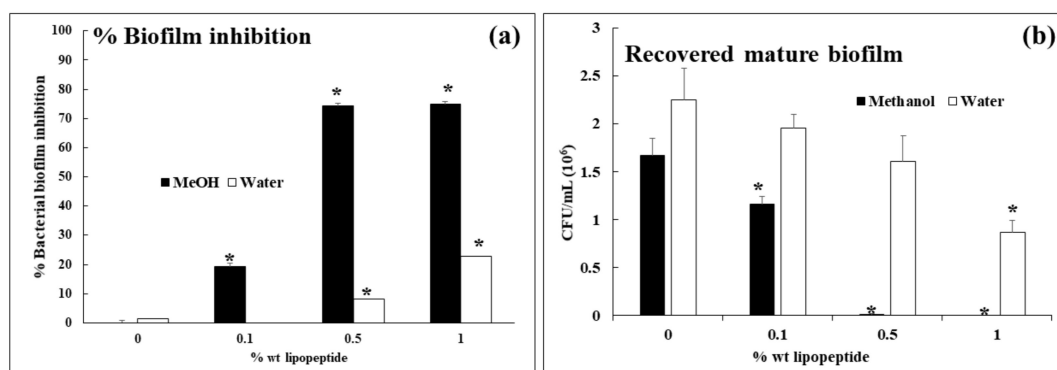 % Biofilm inhibition
(a)
% Bacterial biofilm inhibition
100
90
80
70
60
50
40
30
20
10
0
MeOH Water
* * * * *
0 0.1 0.5 1
% wt lipopeptide
Recovered mature biofilm
(b)
CFU/mL (10⁶)
3
2.5
2
1.5
1
0.5
0
Methanol Water
* * * *
0 0.1 0.5 1
% wt lipopeptide